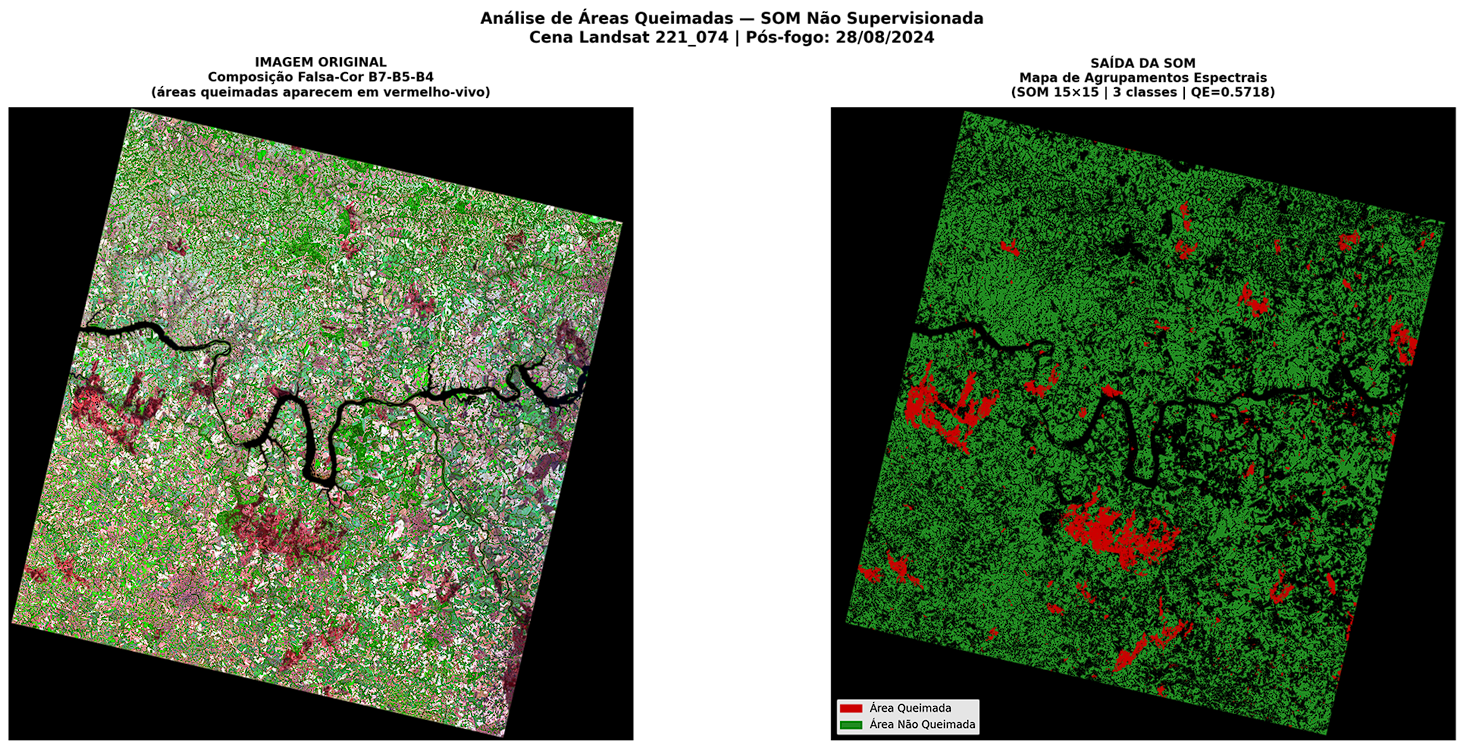 Análise de Áreas Queimadas — SOM Não Supervisionada
Cena Landsat 221_074 | Pós-fogo: 28/08/2024
IMAGEM ORIGINAL
Composição Falsa-Cor B7-B5-B4
(áreas queimadas aparecem em vermelho-vivo)
SAÍDA DA SOM
Mapa de Agrupamentos Espectrais
(SOM 15×15 | 3 classes | QE=0.5718)
Área Queimada
Área Não Queimada